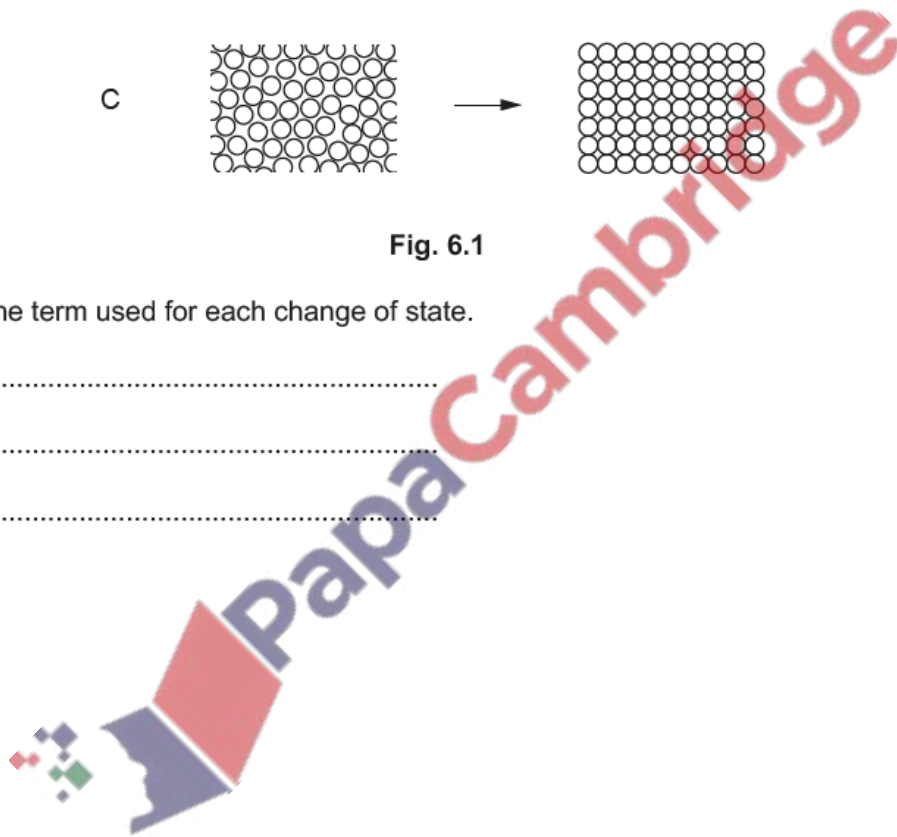 C
Fig. 6.1
he term used for each change of state.
PapaCambridge